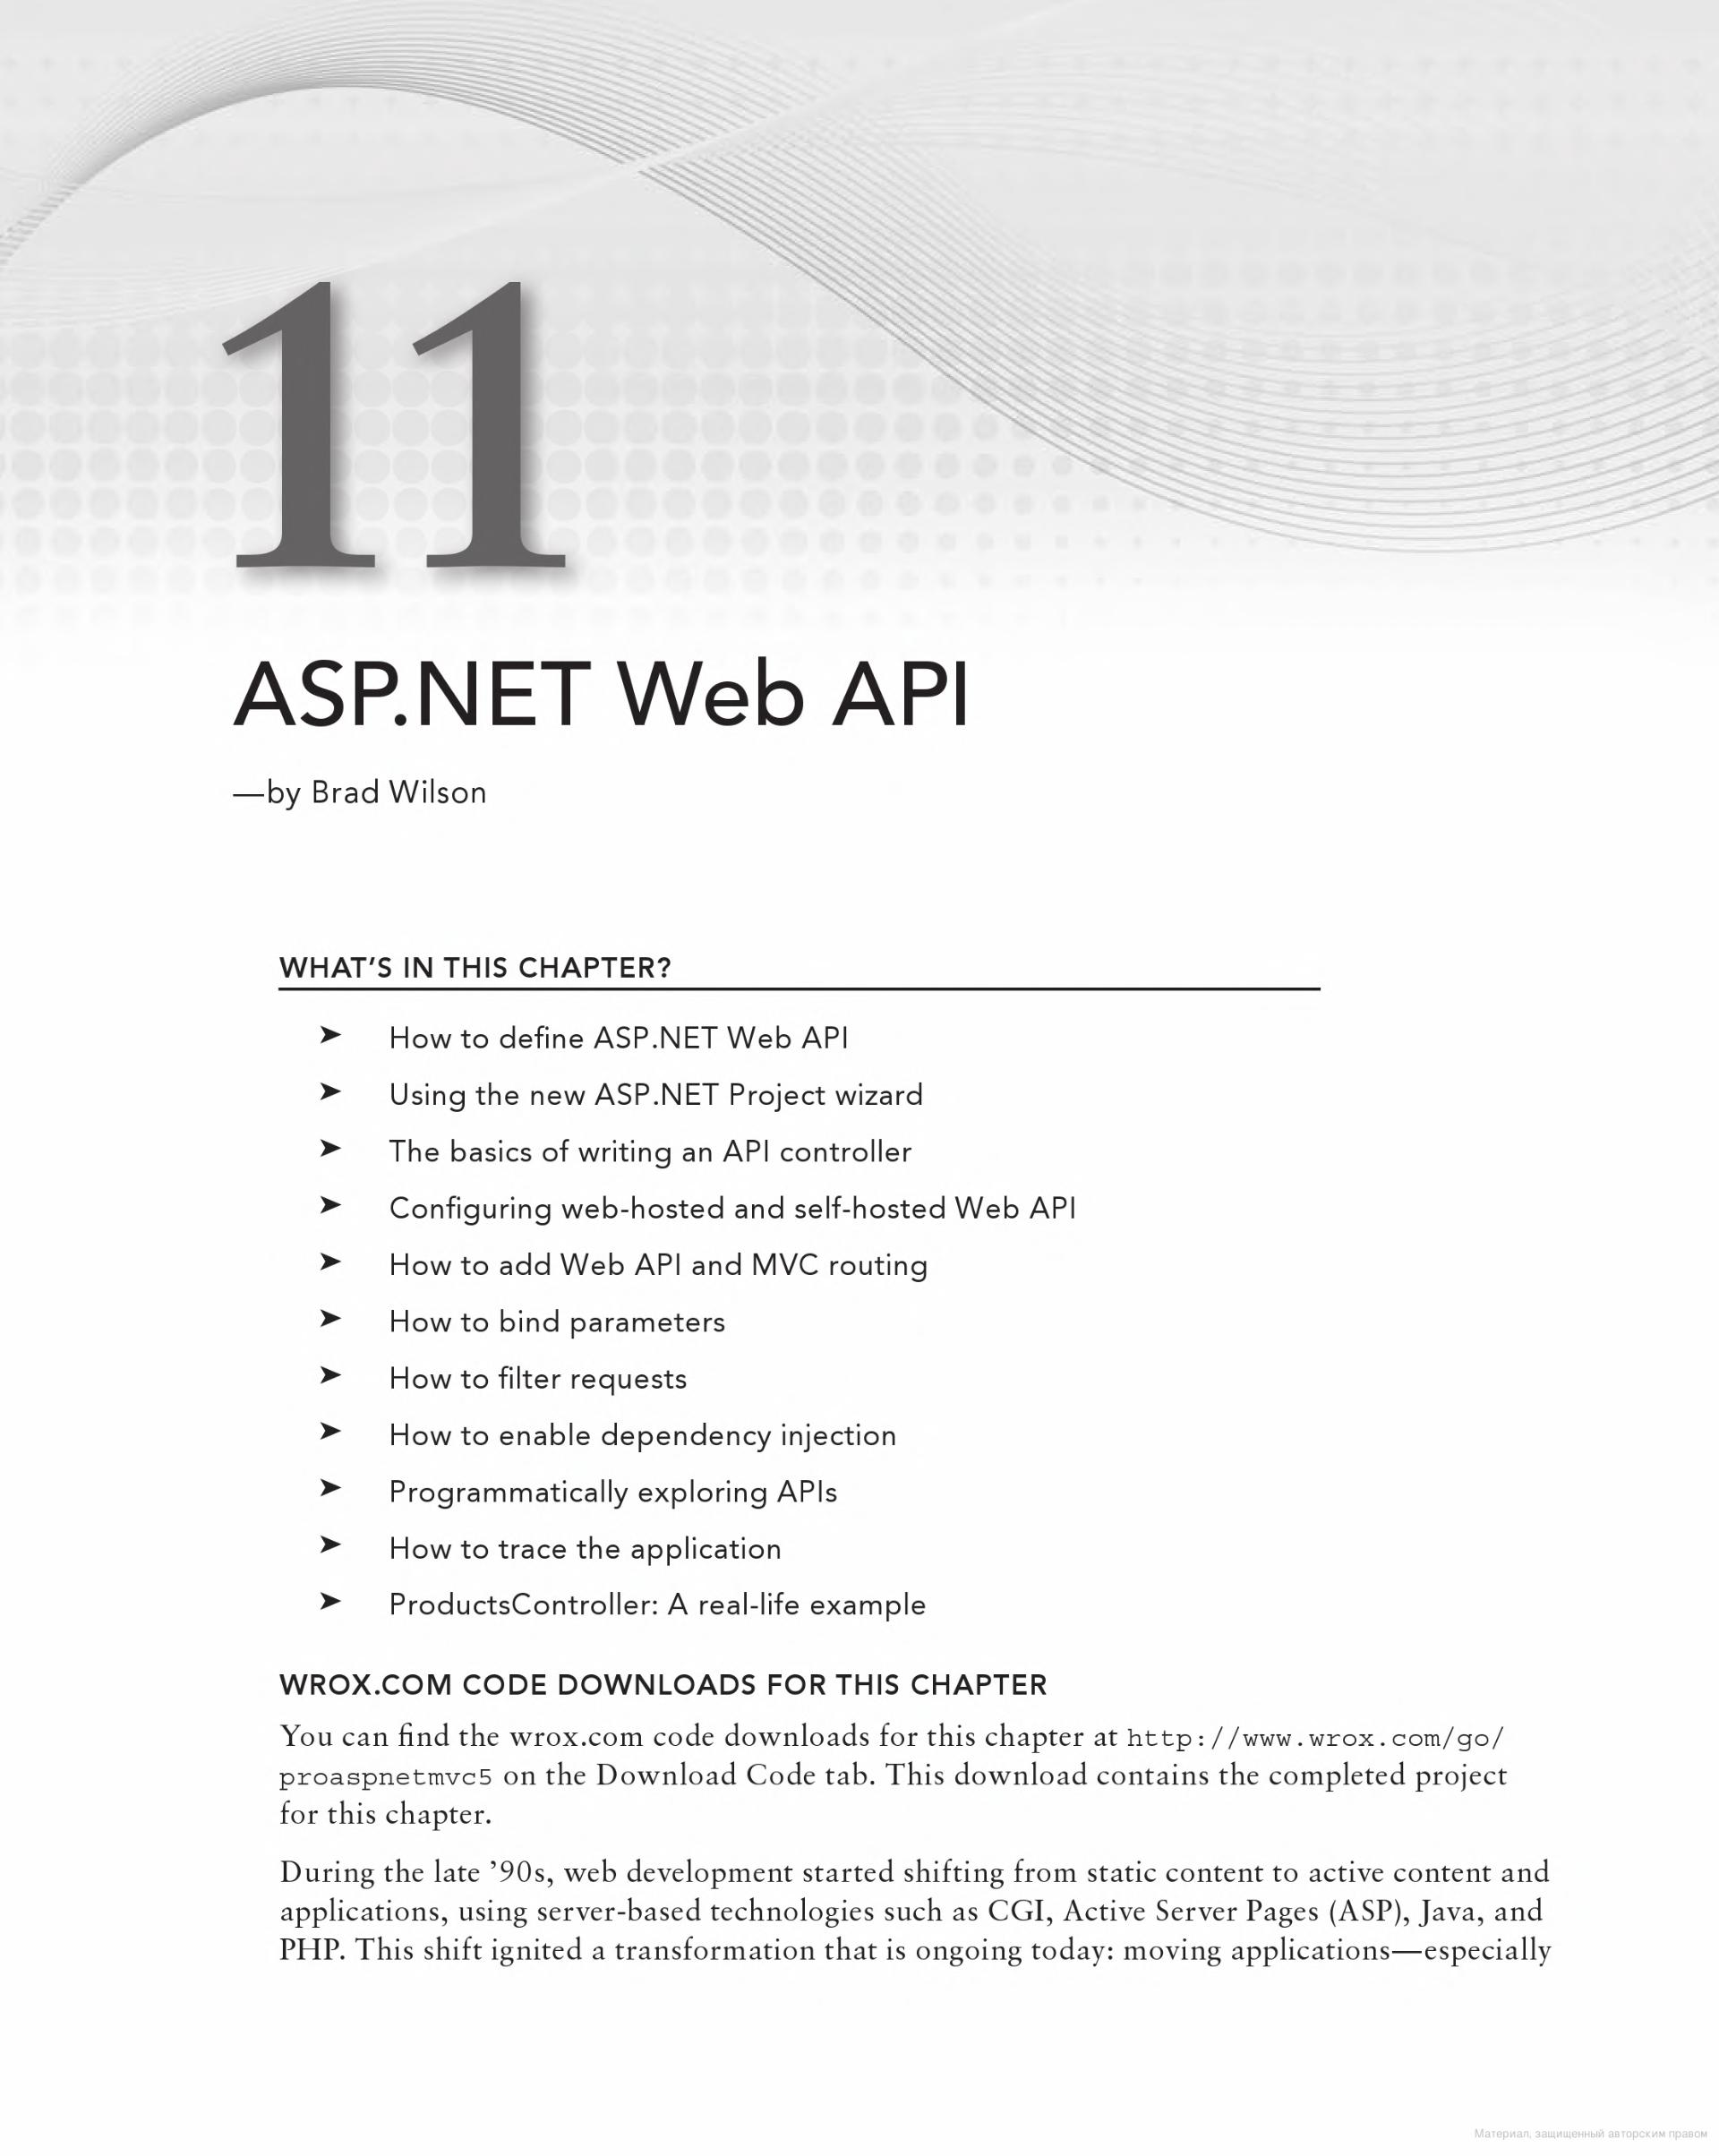 11
ASP.NET Web API
—by Brad Wilson
WHAT’S IN THIS CHAPTER?
➤ How to define ASP.NET Web API
➤ Using the new ASP.NET Project wizard
➤ The basics of writing an API controller
➤ Configuring web-hosted and self-hosted Web API
➤ How to add Web API and MVC routing
➤ How to bind parameters
➤ How to filter requests
➤ How to enable dependency injection
➤ Programmatically exploring APIs
➤ How to trace the application
➤ ProductsController: A real-life example
WROX.COM CODE DOWNLOADS FOR THIS CHAPTER
You can find the wrox.com code downloads for this chapter at http://www.wrox.com/go/
proaspnetmvc5 on the Download Code tab. This download contains the completed project
for this chapter.
During the late ’90s, web development started shifting from static content to active content and
applications, using server-based technologies such as CGI, Active Server Pages (ASP), Java, and
PHP. This shift ignited a transformation that is ongoing today: moving applications—especially
Материал, защищенный авторским правом